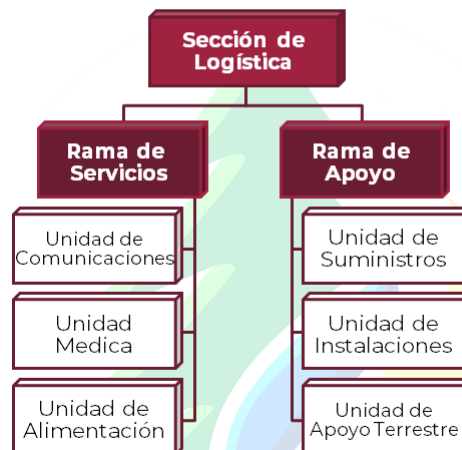 Sección de
Logística
Rama de
Servicios
Rama de
Apoyo
Unidad de
Comunicaciones
Unidad
Medica
Unidad de
Alimentación
Unidad de
Suministros
Unidad de
Instalaciones
Unidad de
Apoyo Terrestre